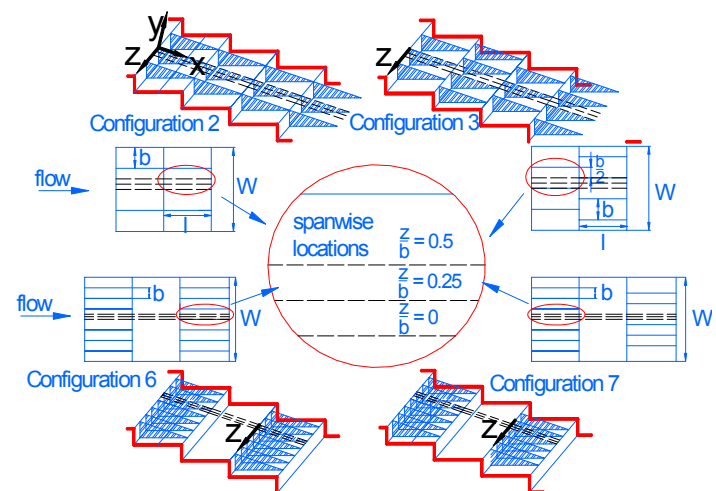 y
z
x
Configuration 2
z
Configuration 3
flow
b
W
l
b
2
b
W
l
spanwise
locations
z/b = 0.5
z/b = 0.25
z/b = 0
flow
b
W
b
W
Configuration 6
Configuration 7
z
z